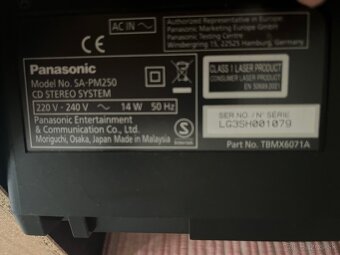 AC IN ~
Authorized Representative in Europe:
Panasonic Marketing Europe GmbH
Panasonic Testing Centre
Winsbergring 15, 22525 Hamburg, Germany
CE
Panasonic
Model No. SA-PM250
CD STEREO SYSTEM
220 V - 240 V ~ 14 W 50 Hz
Panasonic Entertainment
& Communication Co., Ltd.
Moriguchi, Osaka, Japan Made in Malaysia
CLASS 1 LASER PRODUCT
CONSUMER LASER PRODUCT
EN 50689:2021
SER.NO. / N° SÉRIE
LG3SH001079
Part No. TBMX6071A